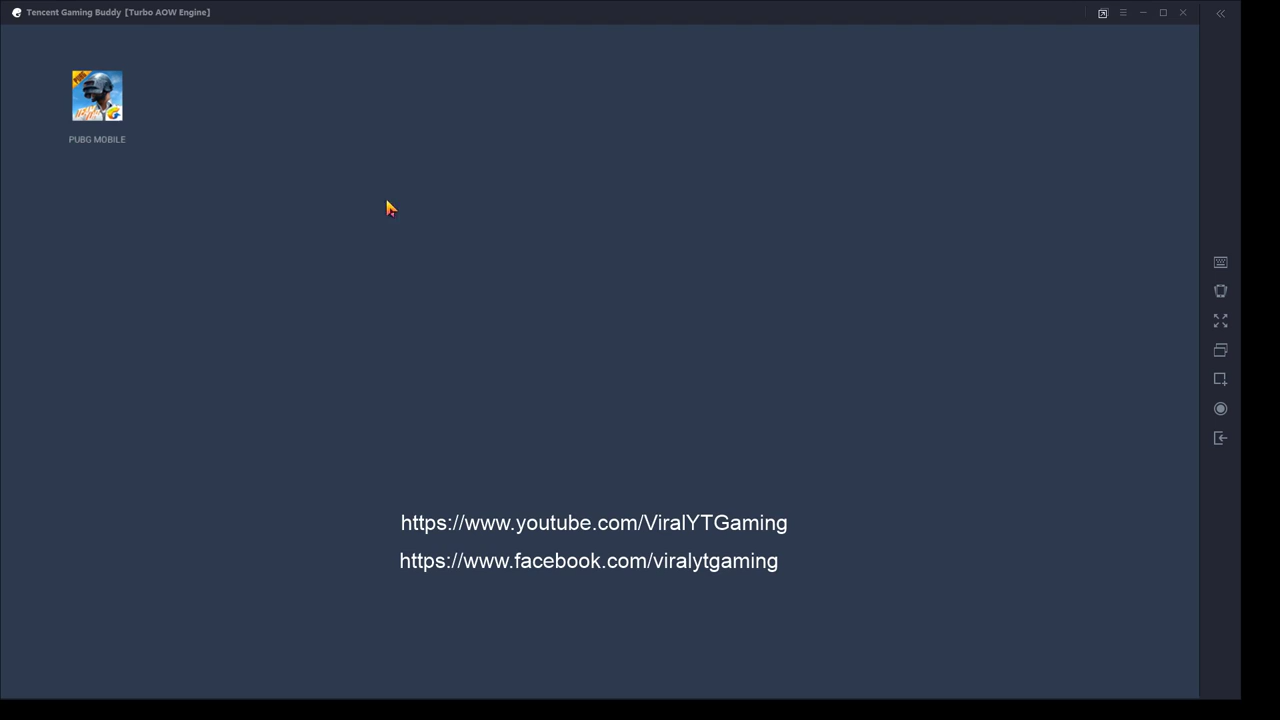 Tencent Gaming Buddy [Turbo AOW Engine]
PUBG MOBILE
https://www.youtube.com/ViralYTGaming
https://www.facebook.com/viralytgaming